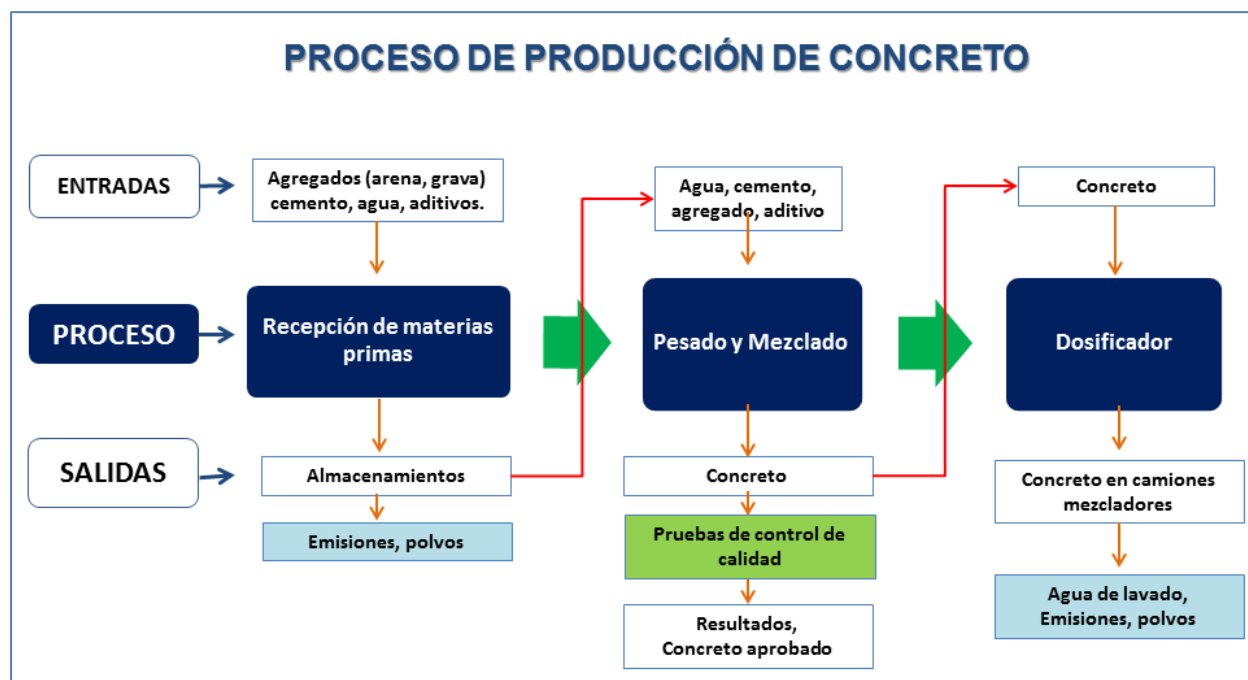 PROCESO DE PRODUCCIÓN DE CONCRETO
ENTRADAS
Agregados (arena, grava)
cemento, agua, aditivos.
Agua, cemento,
agregado, aditivo
Concreto
PROCESO
Recepción de materias
primas
Pesado y Mezclado
Dosificador
SALIDAS
Almacenamientos
Concreto
Concreto en camiones
mezcladores
Emisiones, polvos
Pruebas de control de
calidad
Agua de lavado,
Emisiones, polvos
Resultados,
Concreto aprobado